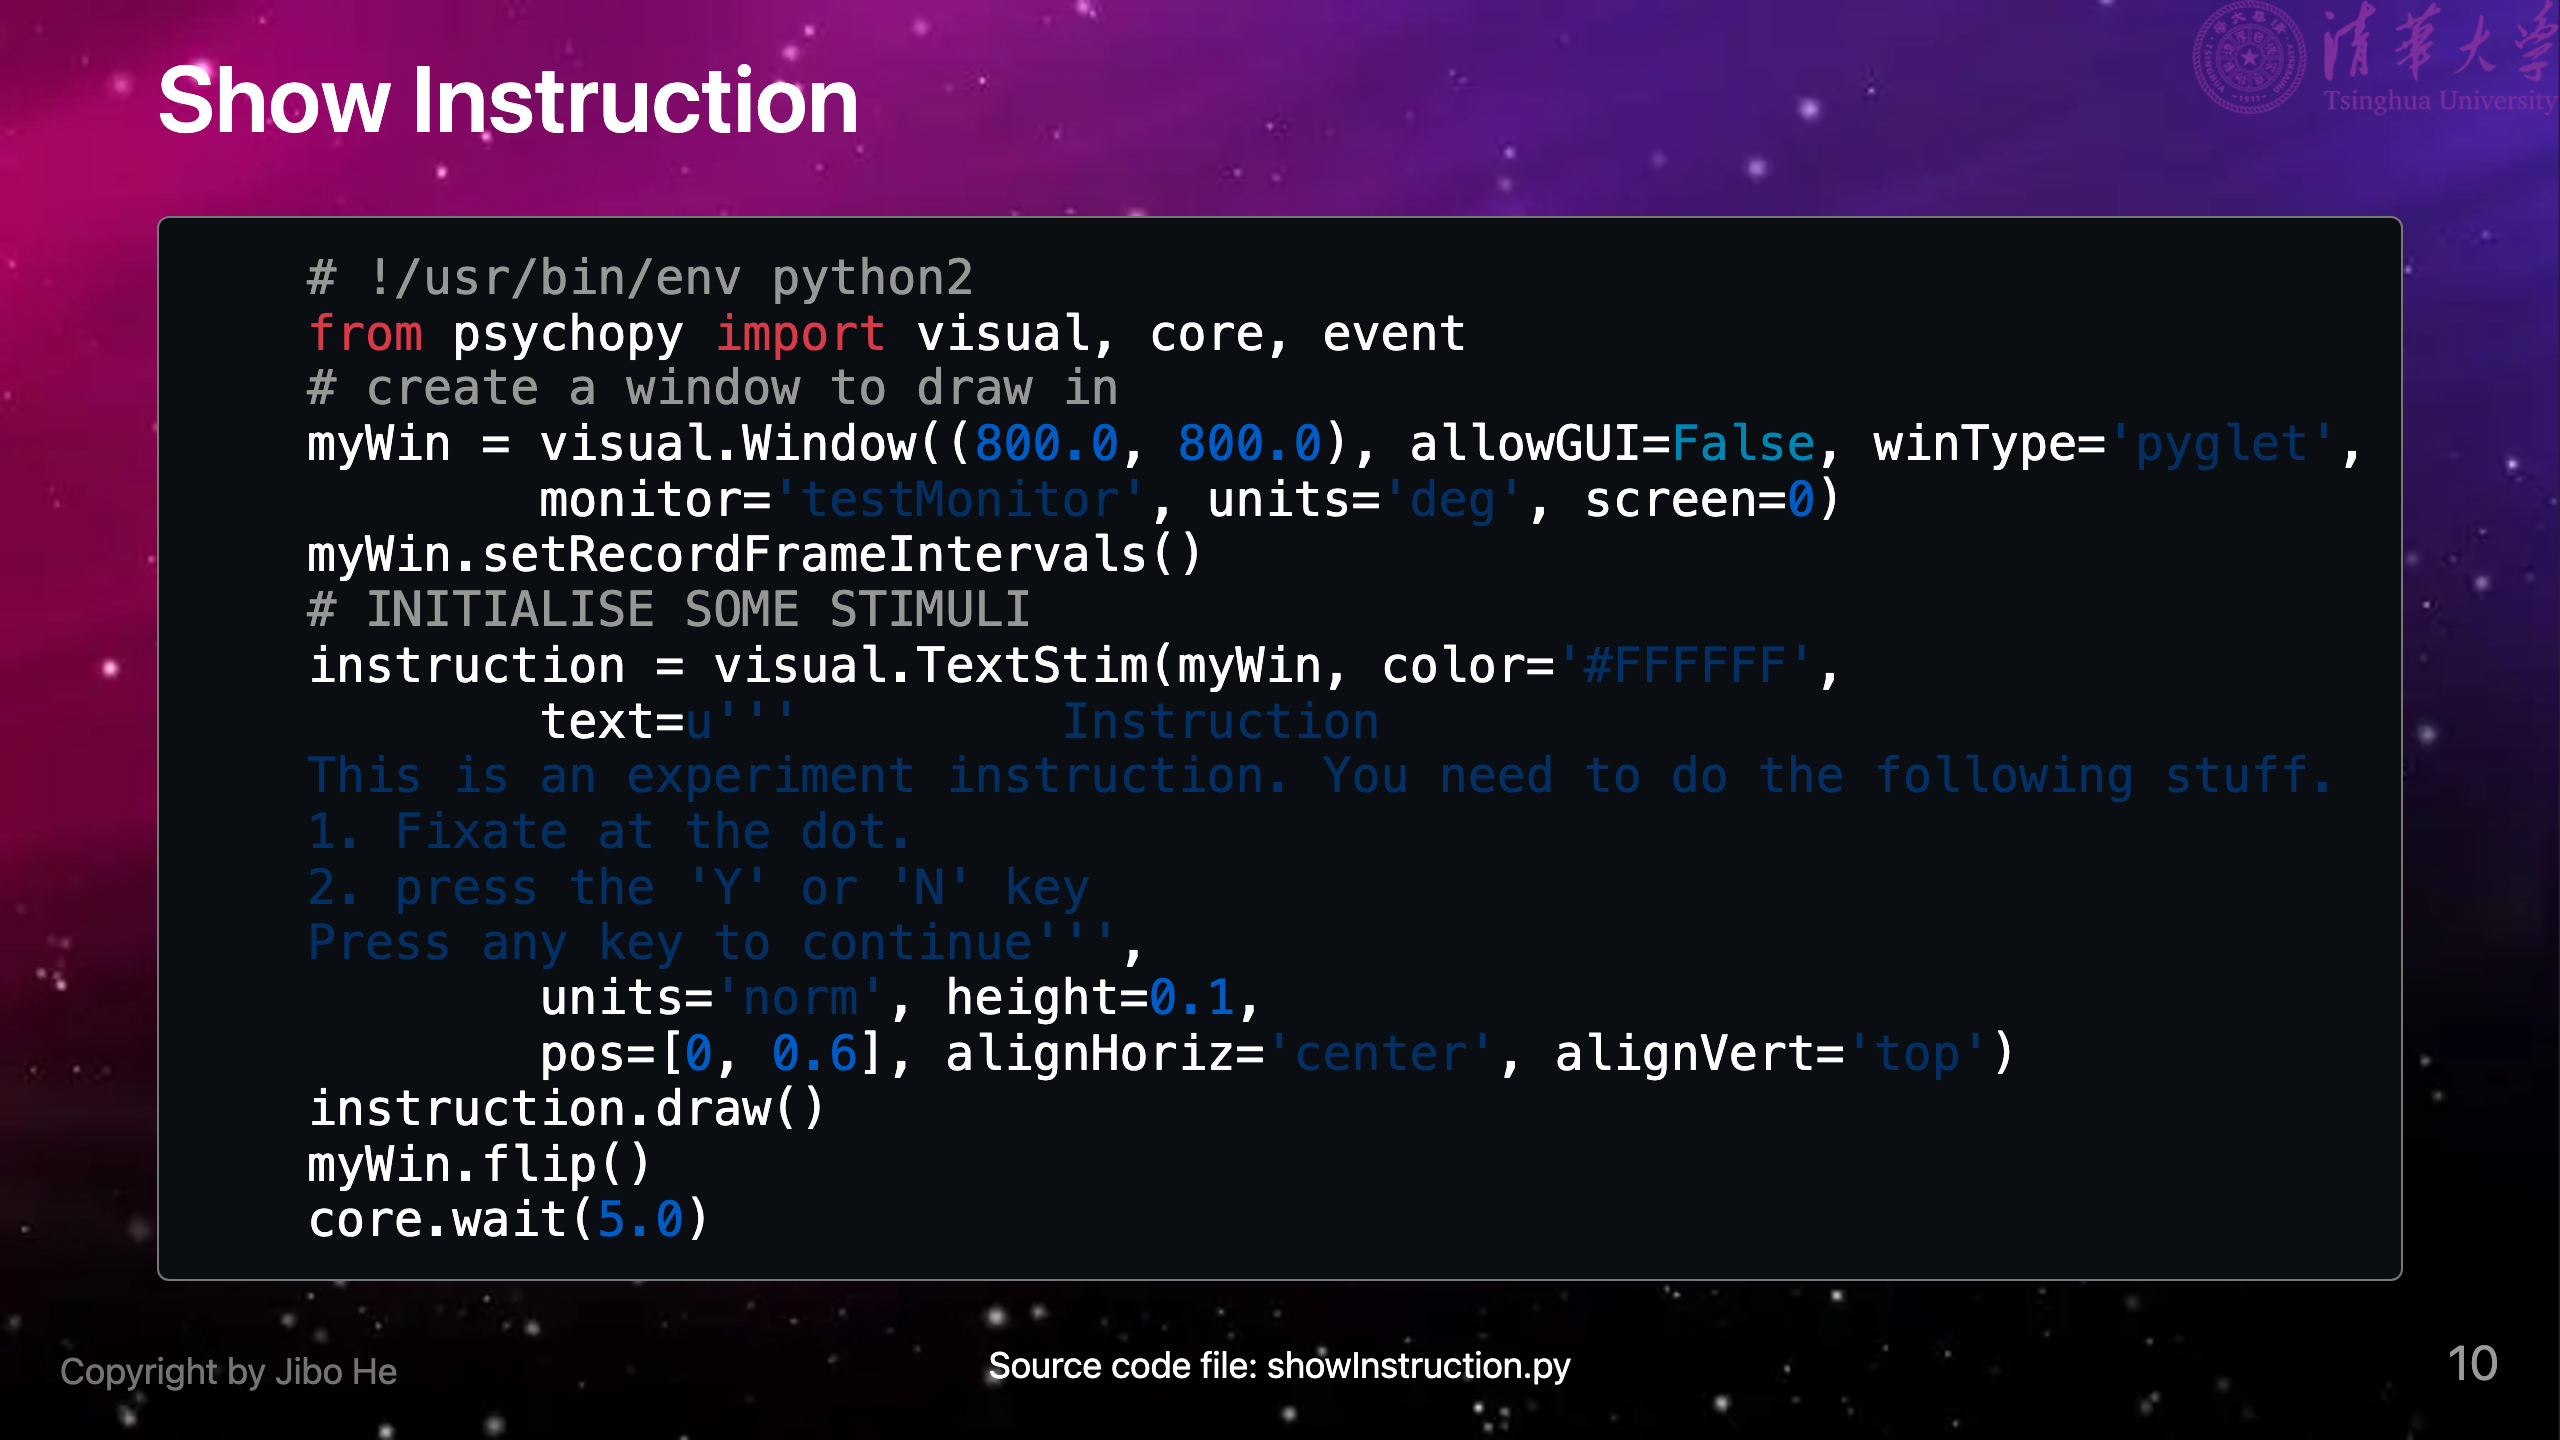 Show Instruction
清华大学
Tsinghua University
# !/usr/bin/env python2
from psychopy import visual, core, event
# create a window to draw in
myWin = visual.Window((800.0, 800.0), allowGUI=False, winType='pyglet',
        monitor='testMonitor', units='deg', screen=0)
myWin.setRecordFrameIntervals()
# INITIALISE SOME STIMULI
instruction = visual.TextStim(myWin, color='#FFFFFF',
        text=u'''         Instruction
This is an experiment instruction. You need to do the following stuff.
1. Fixate at the dot.
2. press the 'Y' or 'N' key
Press any key to continue''',
        units='norm', height=0.1,
        pos=[0, 0.6], alignHoriz='center', alignVert='top')
instruction.draw()
myWin.flip()
core.wait(5.0)
Copyright by Jibo He
Source code file: showInstruction.py
10